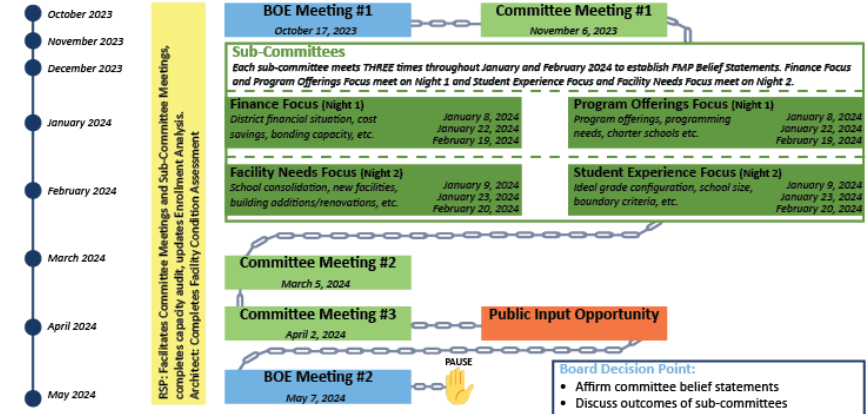 October 2023
November 2023
December 2023
January 2024
February 2024
March 2024
April 2024
May 2024
RSP: Facilitates Committee Meetings and Sub-Committee Meetings,
completes capacity audit, updates Enrollment Analysis.
Architect: Completes Facility Condition Assessment
BOE Meeting #1
October 17, 2023
Committee Meeting #1
November 6, 2023
Sub-Committees
Each sub-committee meets THREE times throughout January and February 2024 to establish FMP Belief Statements. Finance Focus
and Program Offerings Focus meet on Night 1 and Student Experience Focus and Facility Needs Focus meet on Night 2.
Finance Focus (Night 1)
District financial situation, cost
savings, bonding capacity, etc.
January 8, 2024
January 22, 2024
February 19, 2024
Program Offerings Focus (Night 1)
Program offerings, programming
needs, charter schools etc.
January 8, 2024
January 22, 2024
February 19, 2024
Facility Needs Focus (Night 2)
School consolidation, new facilities,
building additions/renovations, etc.
January 9, 2024
January 23, 2024
February 20, 2024
Student Experience Focus (Night 2)
Ideal grade configuration, school size,
boundary criteria, etc.
January 9, 2024
January 23, 2024
February 20, 2024
Committee Meeting #2
March 5, 2024
Committee Meeting #3
April 2, 2024
Public Input Opportunity
BOE Meeting #2
May 7, 2024
PAUSE
Board Decision Point:
• Affirm committee belief statements
• Discuss outcomes of sub-committees